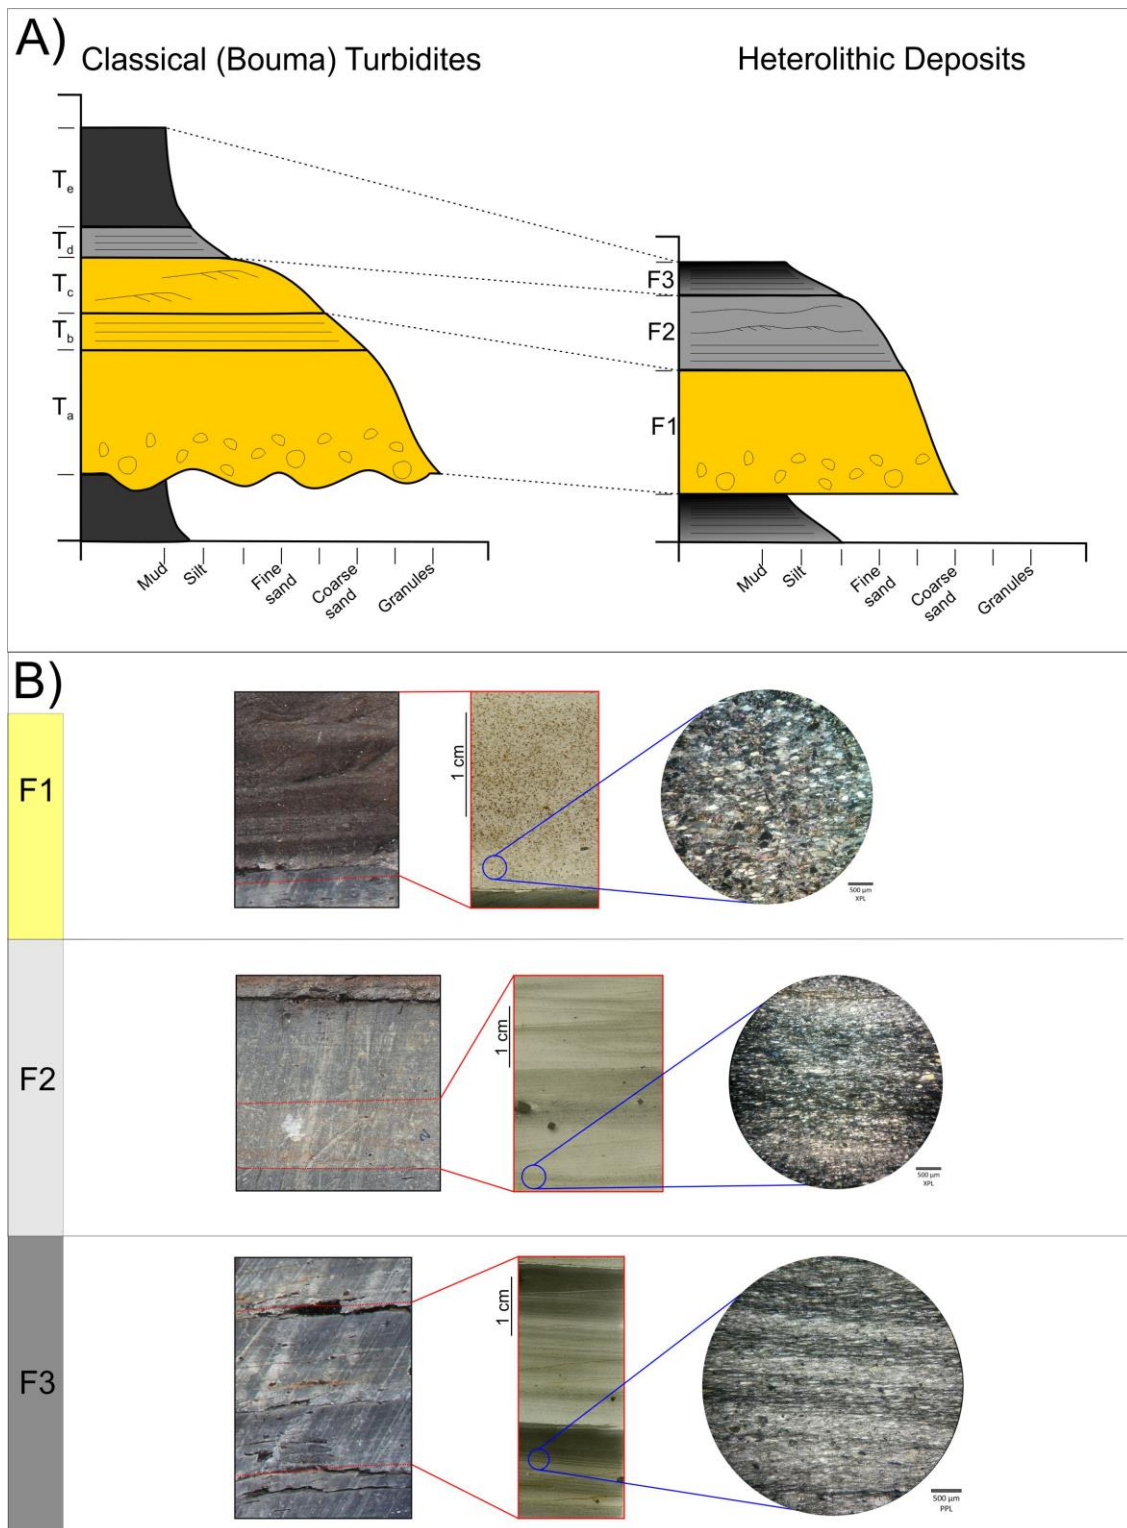 A)
Classical (Bouma) Turbidites
Heterolithic Deposits
Te
Td
Tc
Tb
Ta
F3
F2
F1
Mud
Silt
Fine
sand
Coarse
sand
Granules
Mud
Silt
Fine
sand
Coarse
sand
Granules
B)
F1
1 cm
500 µm
XPL
F2
1 cm
500 µm
XPL
F3
1 cm
500 µm
PPL